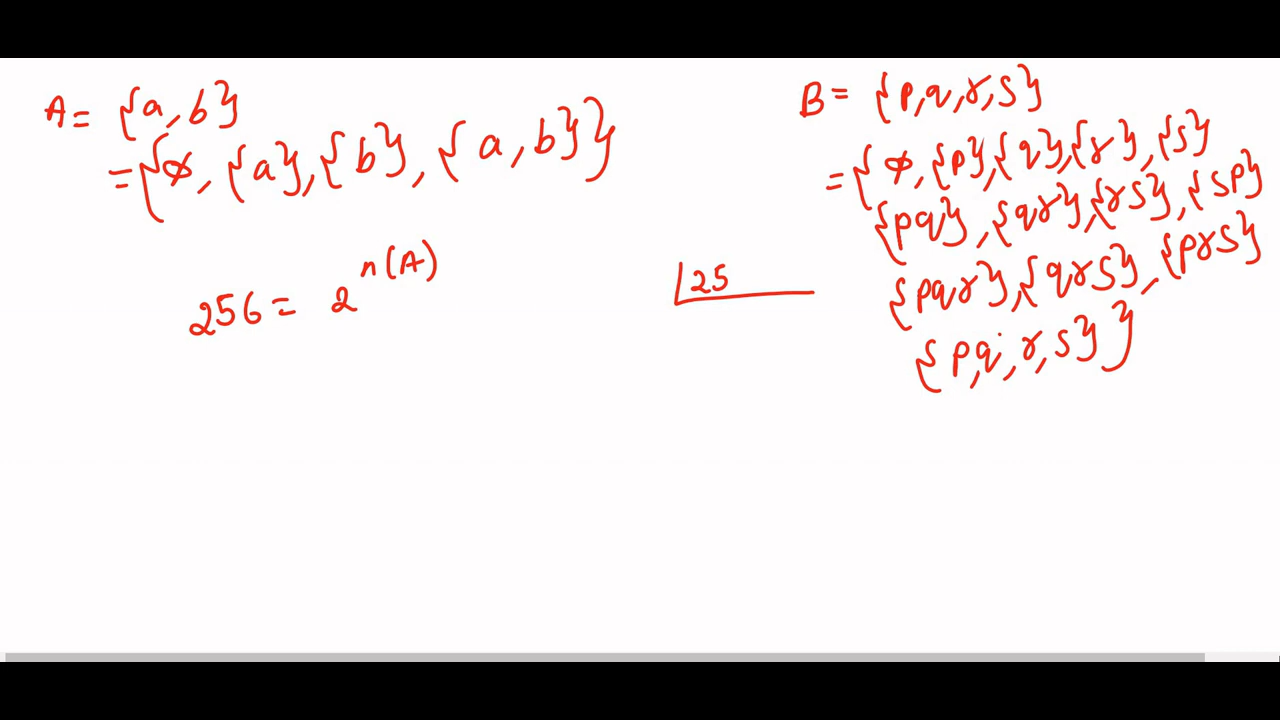 A = {a, b}
= {φ, {a}, {b}, {a, b}}
256 = 2^n(A)
25
B = {p, q, r, s}
= {φ, {p}, {q}, {r}, {s}
{pq}, {qr}, {rs}, {sp}
{pqr}, {qrs}, {prs}
{p, q, r, s}}